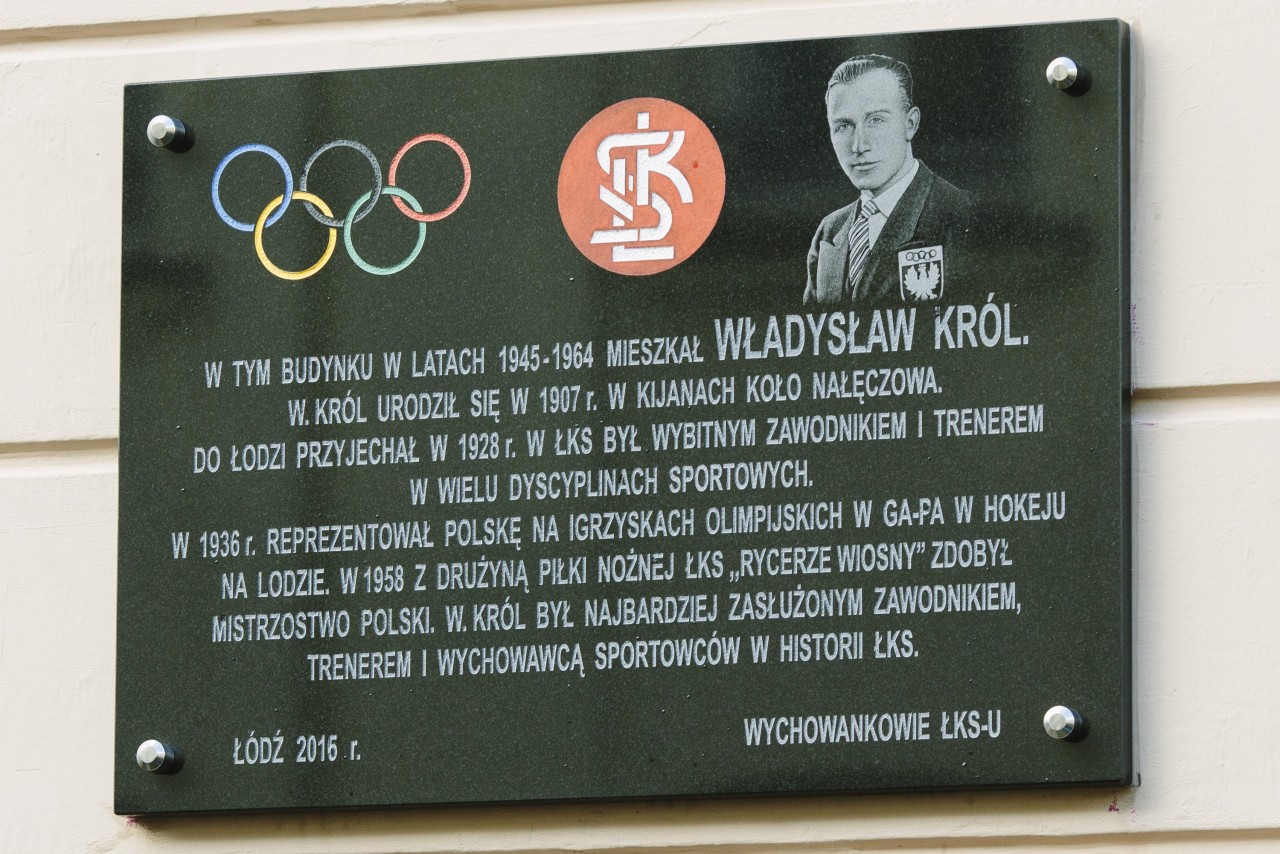 ŁKS
W TYM BUDYNKU W LATACH 1945-1964 MIESZKAŁ WŁADYSŁAW KRÓL.
W. KRÓL URODZIŁ SIĘ W 1907 r. W KIJANACH KOŁO NAŁĘCZOWA.
DO ŁODZI PRZYJECHAŁ W 1928 r. W ŁKS BYŁ WYBITNYM ZAWODNIKIEM I TRENEREM
W WIELU DYSCYPLINACH SPORTOWYCH.
W 1936 r. REPREZENTOWAŁ POLSKĘ NA IGRZYSKACH OLIMPIJSKICH W GA-PA W HOKEJU
NA LODZIE. W 1958 Z DRUŻYNĄ PIŁKI NOŻNEJ ŁKS „RYCERZE WIOSNY” ZDOBYŁ
MISTRZOSTWO POLSKI. W. KRÓL BYŁ NAJBARDZIEJ ZASŁUŻONYM ZAWODNIKIEM,
TRENEREM I WYCHOWAWCĄ SPORTOWCÓW W HISTORII ŁKS.
ŁÓDŹ 2016 r.
WYCHOWANKOWIE ŁKS-U